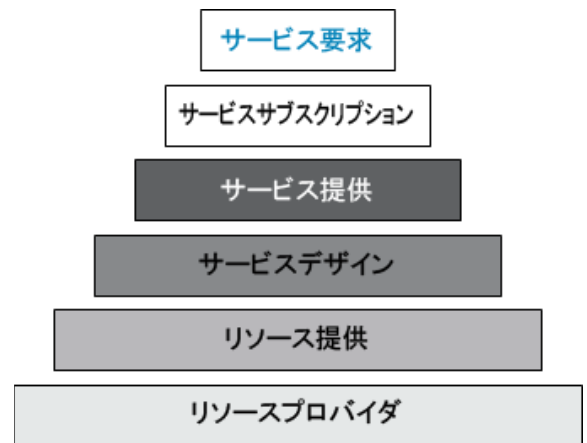 サービス要求
サービスサブスクリプション
サービス提供
サービスデザイン
リソース提供
リソースプロバイダ